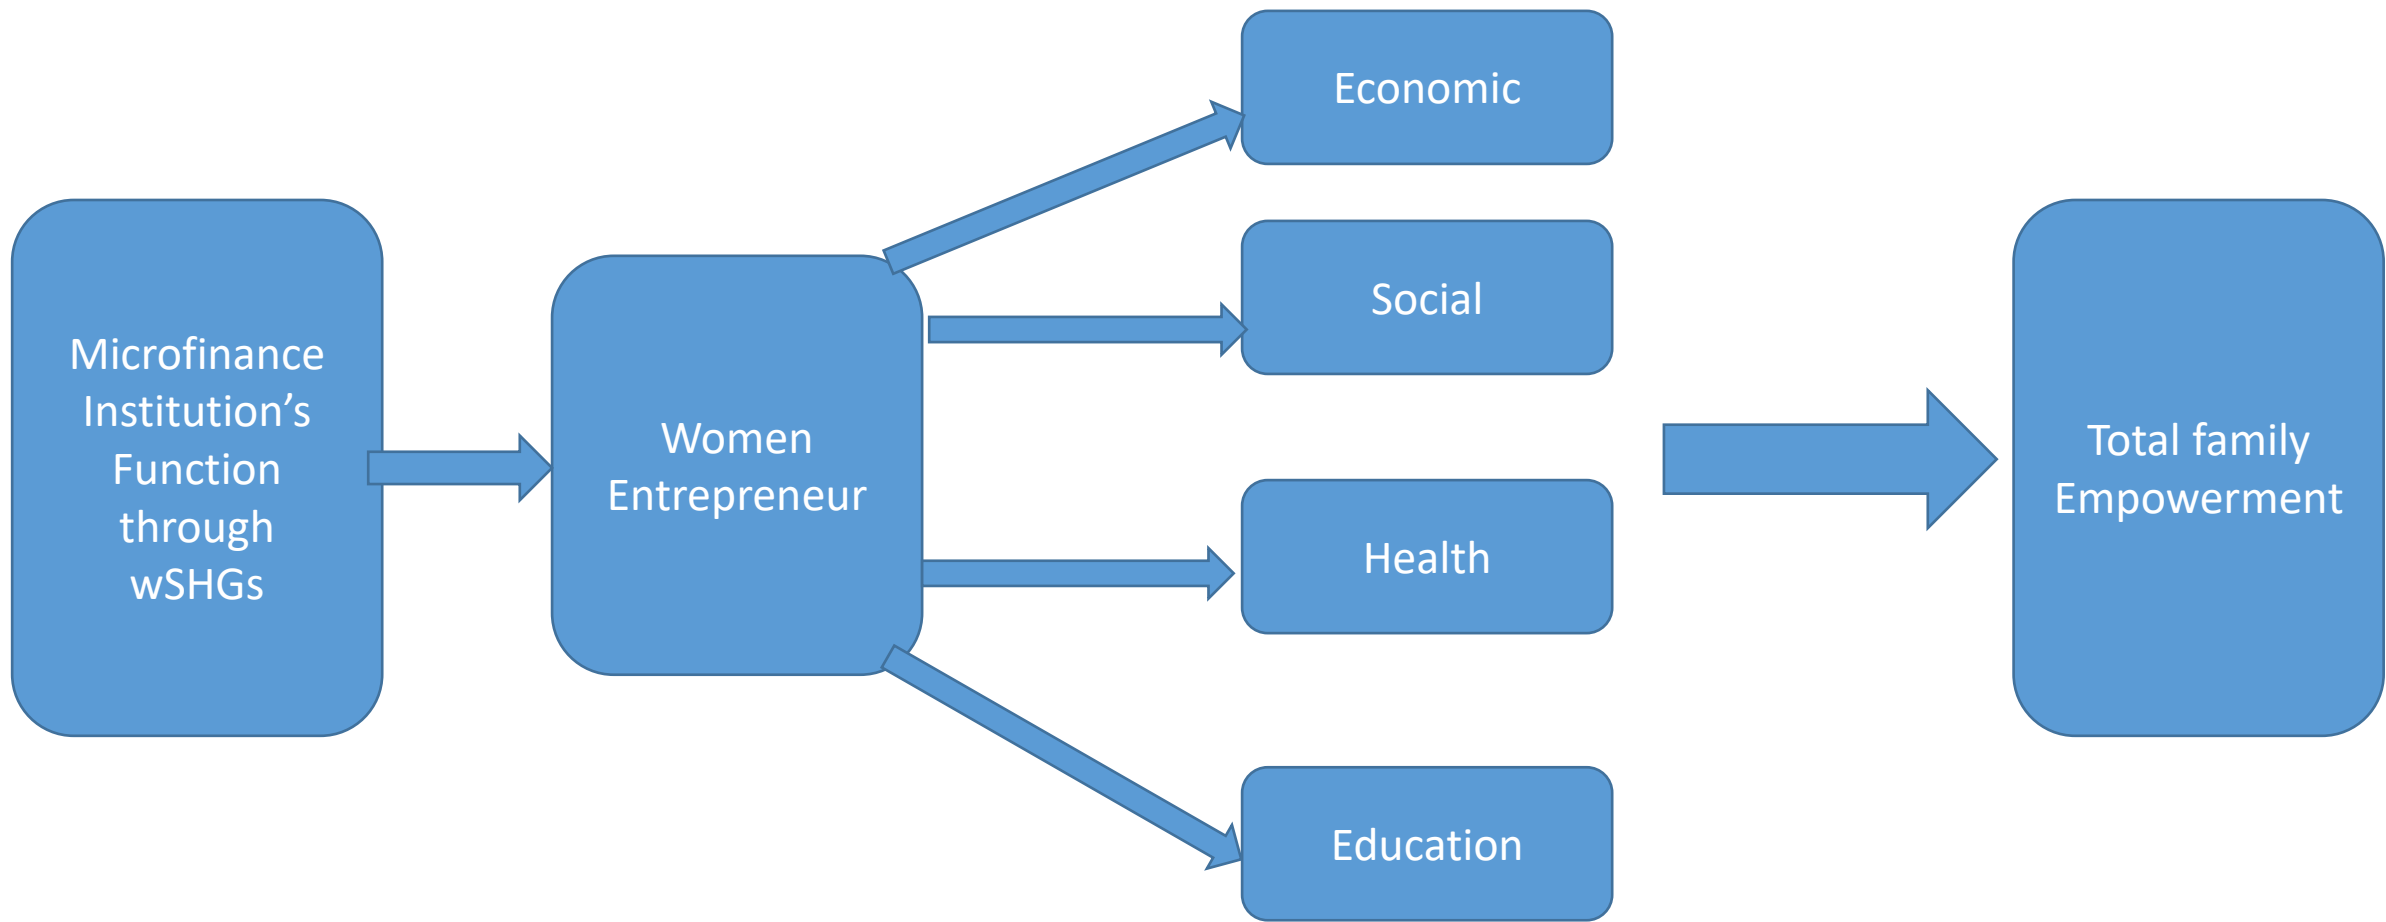 Microfinance
Institution’s
Function
through
wSHGs
Women
Entrepreneur
Economic
Social
Health
Education
Total family
Empowerment